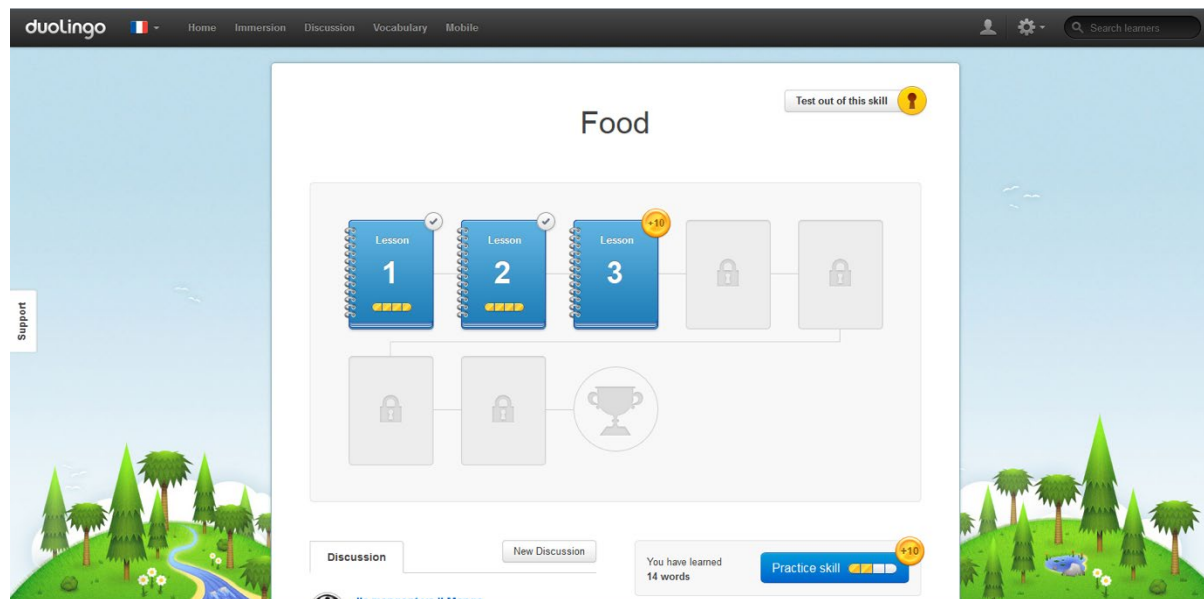 duolingo
Home Immersion Discussion Vocabulary Mobile
Search learners
Test out of this skill
Food
Lesson
1
Lesson
2
+10
Lesson
3
Support
Discussion
New Discussion
You have learned
14 words
Practice skill
+10